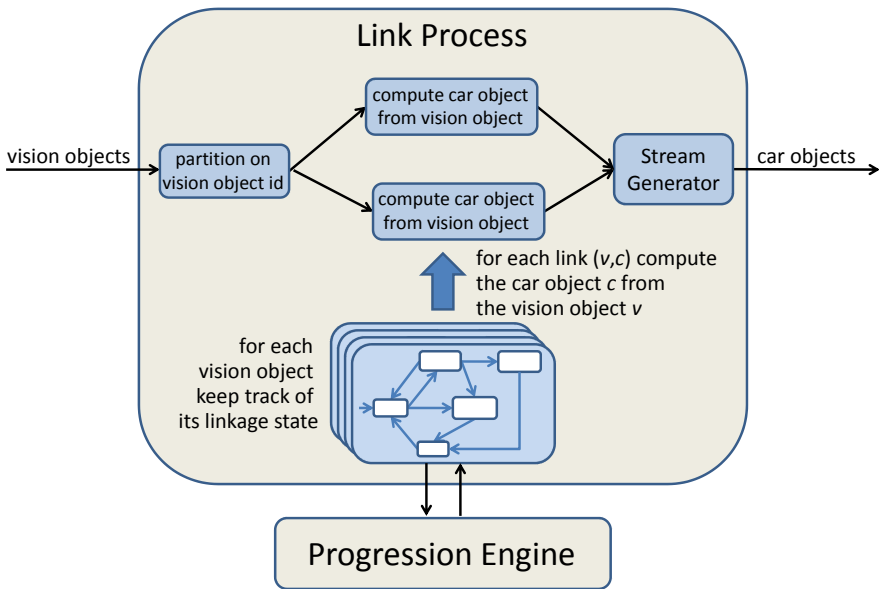 Link Process
compute car object
from vision object
vision objects
partition on
vision object id
Stream
Generator
car objects
compute car object
from vision object
for each link (v,c) compute
the car object c from
the vision object v
for each
vision object
keep track of
its linkage state
Progression Engine